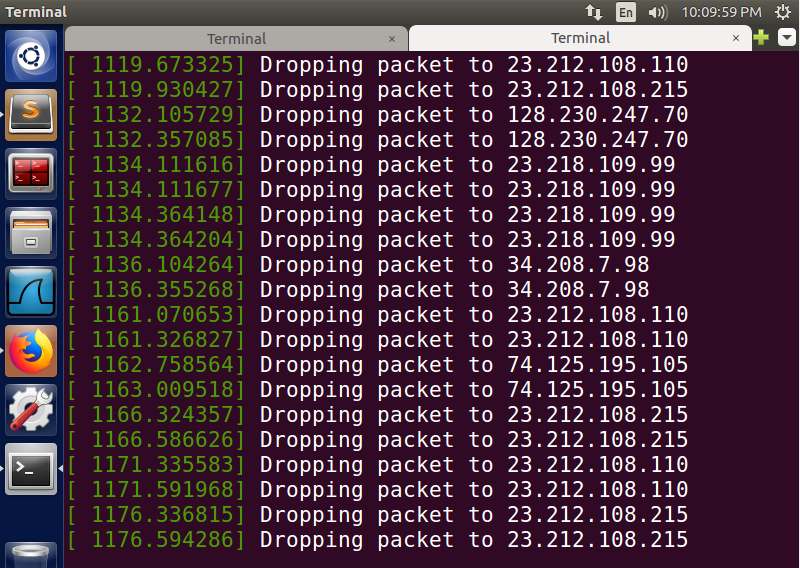 Terminal
En
10:09:59 PM
Terminal ×
Terminal ×
[ 1119.673325] Dropping packet to 23.212.108.110
[ 1119.930427] Dropping packet to 23.212.108.215
[ 1132.105729] Dropping packet to 128.230.247.70
[ 1132.357085] Dropping packet to 128.230.247.70
[ 1134.111616] Dropping packet to 23.218.109.99
[ 1134.111677] Dropping packet to 23.218.109.99
[ 1134.364148] Dropping packet to 23.218.109.99
[ 1134.364204] Dropping packet to 23.218.109.99
[ 1136.104264] Dropping packet to 34.208.7.98
[ 1136.355268] Dropping packet to 34.208.7.98
[ 1161.070653] Dropping packet to 23.212.108.110
[ 1161.326827] Dropping packet to 23.212.108.110
[ 1162.758564] Dropping packet to 74.125.195.105
[ 1163.009518] Dropping packet to 74.125.195.105
[ 1166.324357] Dropping packet to 23.212.108.215
[ 1166.586626] Dropping packet to 23.212.108.215
[ 1171.335583] Dropping packet to 23.212.108.110
[ 1171.591968] Dropping packet to 23.212.108.110
[ 1176.336815] Dropping packet to 23.212.108.215
[ 1176.594286] Dropping packet to 23.212.108.215
S
>_